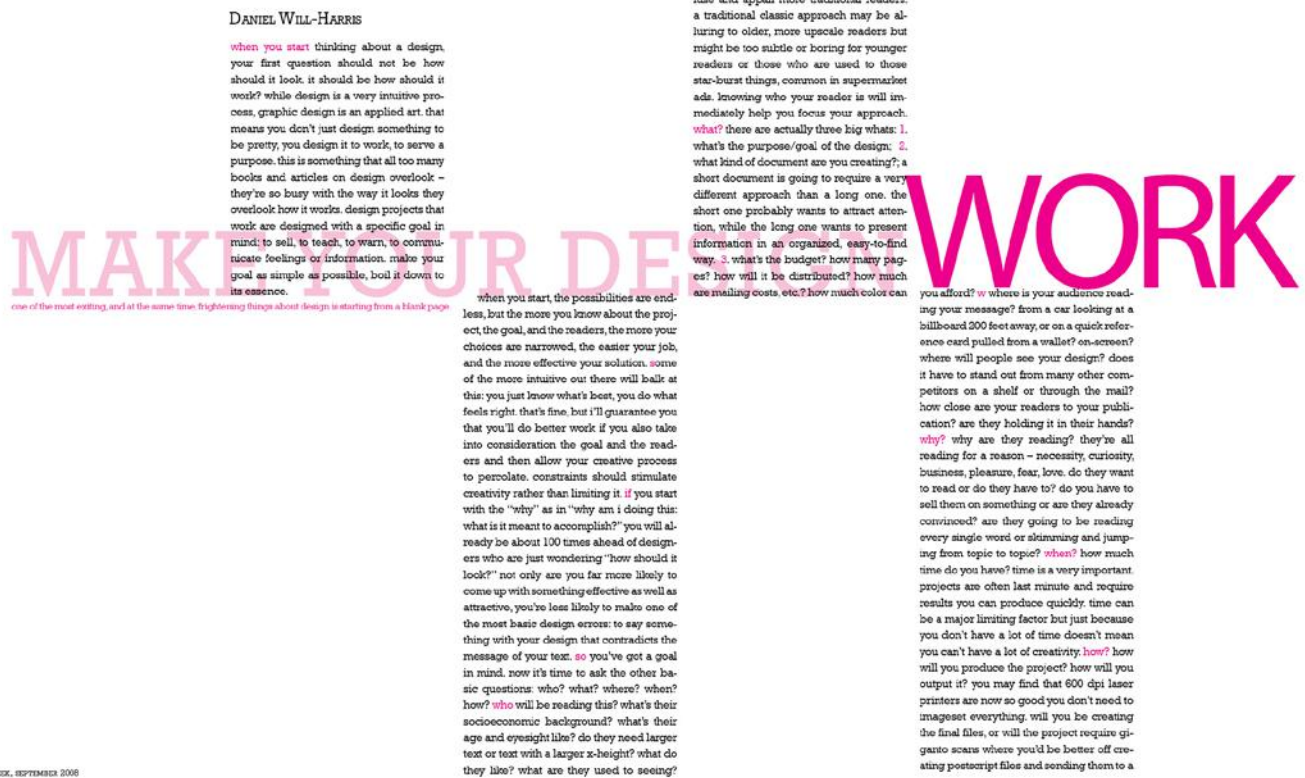 DANIEL WILL-HARRIS
when you start thinking about a design,
your first question should not be how
should it look. it should be how should it
work? while design is a very intuitive pro-
cess, graphic design is an applied art. that
means you don't just design something to
be pretty, you design it to work, to serve a
purpose. this is something that all too many
books and articles on design overlook –
they're so busy with the way it looks they
overlook how it works. design projects that
work are designed with a specific goal in
mind: to sell, to teach, to warn, to commu-
nicate feelings or information. make your
goal as simple as possible, boil it down to
its essence.
MAKE YOUR DESIGN
WORK
one of the most exiting, and at the same time frightening things about design is starting from a blank page
when you start, the possibilities are end-
less, but the more you know about the proj-
ect, the goal, and the readers, the more your
choices are narrowed, the easier your job,
and the more effective your solution. some
of the more intuitive out there will balk at
this: you just know what's best, you do what
feels right. that's fine, but i'll guarantee you
that you'll do better work if you also take
into consideration the goal and the read-
ers and then allow your creative process
to percolate. constraints should stimulate
creativity rather than limiting it. if you start
with the "why" as in "why am i doing this:
what is it meant to accomplish?" you will al-
ready be about 100 times ahead of design-
ers who are just wondering "how should it
look?" not only are you far more likely to
come up with something effective as well as
attractive, you're less likely to make one of
the most basic design errors: to say some-
thing with your design that contradicts the
message of your text. so you've got a goal
in mind. now it's time to ask the other ba-
sic questions: who? what? where? when?
how? who will be reading this? what's their
socioeconomic background? what's their
age and eyesight like? do they need larger
text or text with a larger x-height? what do
they like? what are they used to seeing?
fuse and appall more traditional readers.
a traditional classic approach may be al-
luring to older, more upscale readers but
might be too subtle or boring for younger
readers or those who are used to those
star-burst things, common in supermarket
ads. knowing who your reader is will im-
mediately help you focus your approach.
what? there are actually three big whats: 1.
what's the purpose/goal of the design; 2.
what kind of document are you creating?; a
short document is going to require a very
different approach than a long one. the
short one probably wants to attract atten-
tion, while the long one wants to present
information in an organized, easy-to-find
way. 3. what's the budget? how many pag-
es? how will it be distributed? how much
are mailing costs, etc.? how much color can
you afford? w where is your audience read-
ing your message? from a car looking at a
billboard 200 feet away, or on a quick refer-
ence card pulled from a wallet? on-screen?
where will people see your design? does
it have to stand out from many other com-
petitors on a shelf or through the mail?
how close are your readers to your publi-
cation? are they holding it in their hands?
why? why are they reading? they're all
reading for a reason – necessity, curiosity,
business, pleasure, fear, love. do they want
to read or do they have to? do you have to
sell them on something or are they already
convinced? are they going to be reading
every single word or skimming and jump-
ing from topic to topic? when? how much
time do you have? time is a very important.
projects are often last minute and require
results you can produce quickly. time can
be a major limiting factor but just because
you don't have a lot of time doesn't mean
you can't have a lot of creativity. how? how
will you produce the project? how will you
output it? you may find that 600 dpi laser
printers are now so good you don't need to
imageset everything. will you be creating
the final files, or will the project require gi-
ganto scans where you'd be better off cre-
ating postscript files and sending them to a
EX, SEPTEMBER 2008